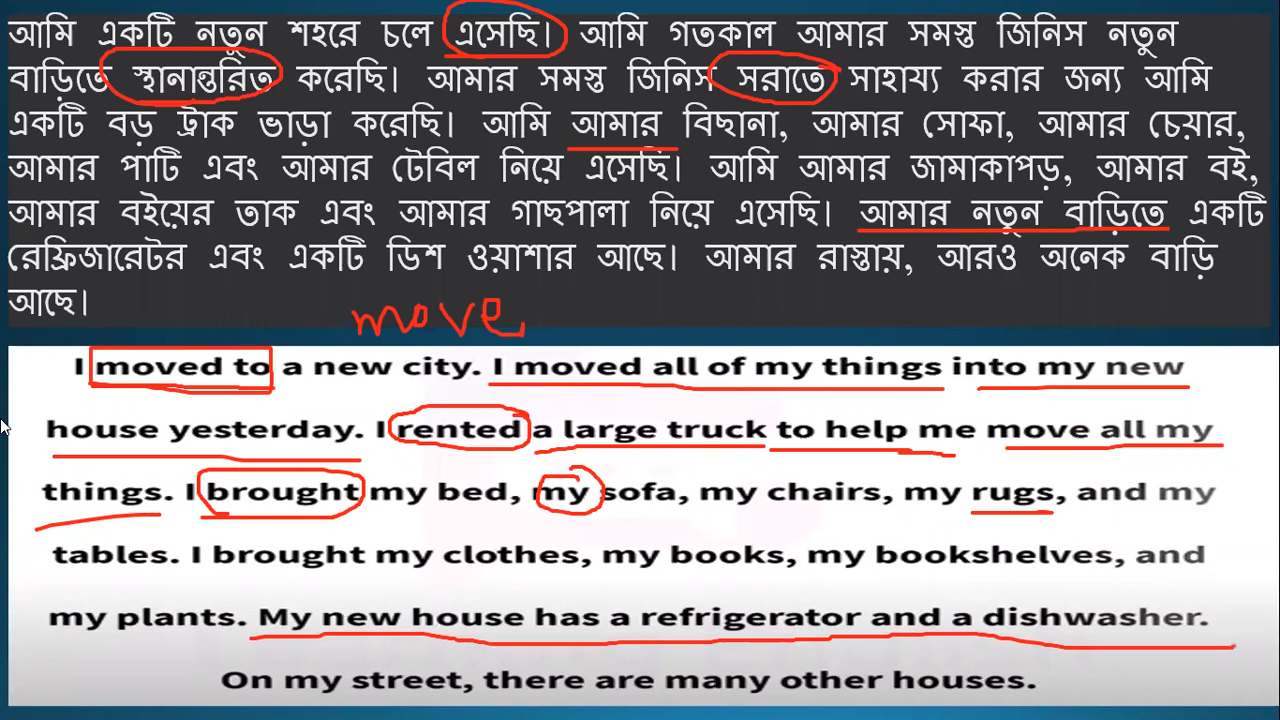 আমি একটি নতুন শহরে চলে এসেছি। আমি গতকাল আমার সমস্ত জিনিস নতুন
বাড়িতে স্থানান্তরিত করেছি। আমার সমস্ত জিনিস সরাতে সাহায্য করার জন্য আমি
একটি বড় ট্রাক ভাড়া করেছি। আমি আমার বিছানা, আমার সোফা, আমার চেয়ার,
আমার পাটি এবং আমার টেবিল নিয়ে এসেছি। আমি আমার জামাকাপড়, আমার বই,
আমার বইয়ের তাক এবং আমার গাছপালা নিয়ে এসেছি। আমার নতুন বাড়িতে একটি
রেফ্রিজারেটর এবং একটি ডিশ ওয়াশার আছে। আমার রাস্তায়, আরও অনেক বাড়ি
আছে।
move
I moved to a new city. I moved all of my things into my new
house yesterday. I rented a large truck to help me move all my
things. I brought my bed, my sofa, my chairs, my rugs, and my
tables. I brought my clothes, my books, my bookshelves, and
my plants. My new house has a refrigerator and a dishwasher.
On my street, there are many other houses.